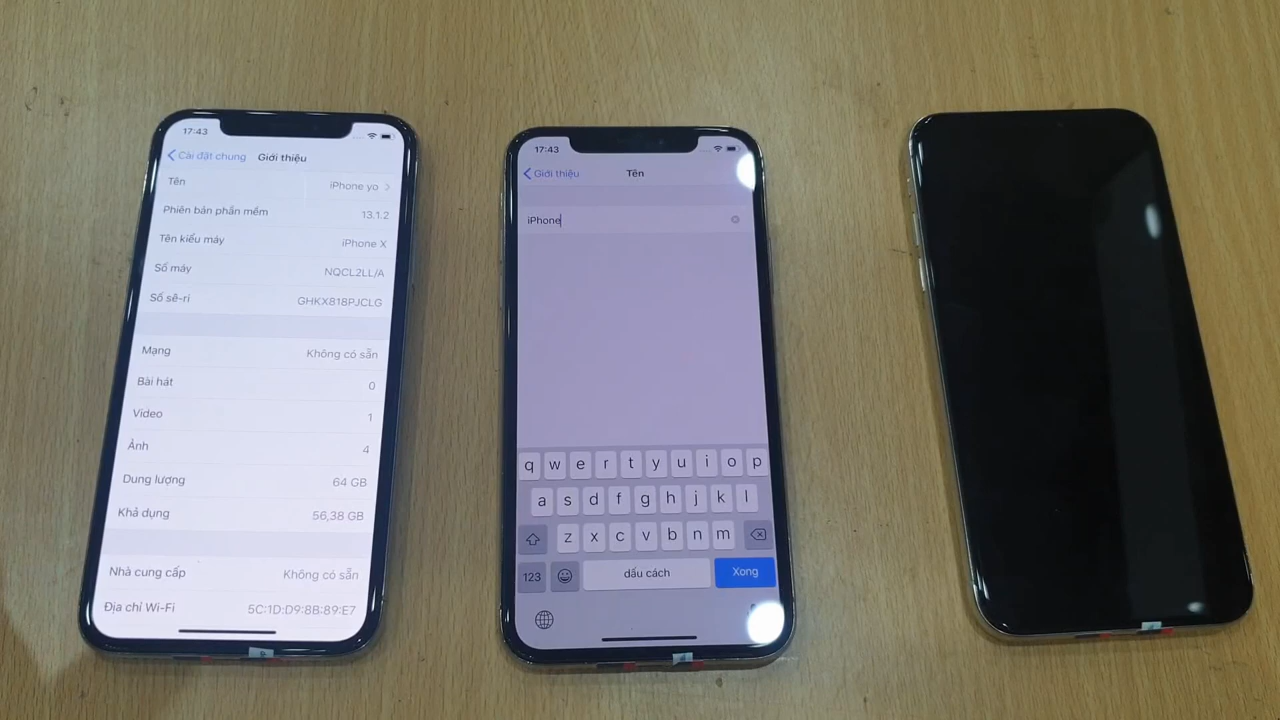 17:43
Cài đặt chung Giới thiệu
Tên iPhone yo
Phiên bản phần mềm 13.1.2
Tên kiểu máy iPhone X
Số máy NQCL2LL/A
Số sê-ri GHKX818PJCLG
Mạng Không có sẵn
Bài hát 0
Video 1
Ảnh 4
Dung lượng 64 GB
Khả dụng 56,38 GB
Nhà cung cấp Không có sẵn
Địa chỉ Wi-Fi 5C:1D:D9:8B:89:E7
17:43
Giới thiệu Tên
iPhone
q w e r t y u i o p
a s d f g h j k l
z x c v b n m
123 dấu cách Xong